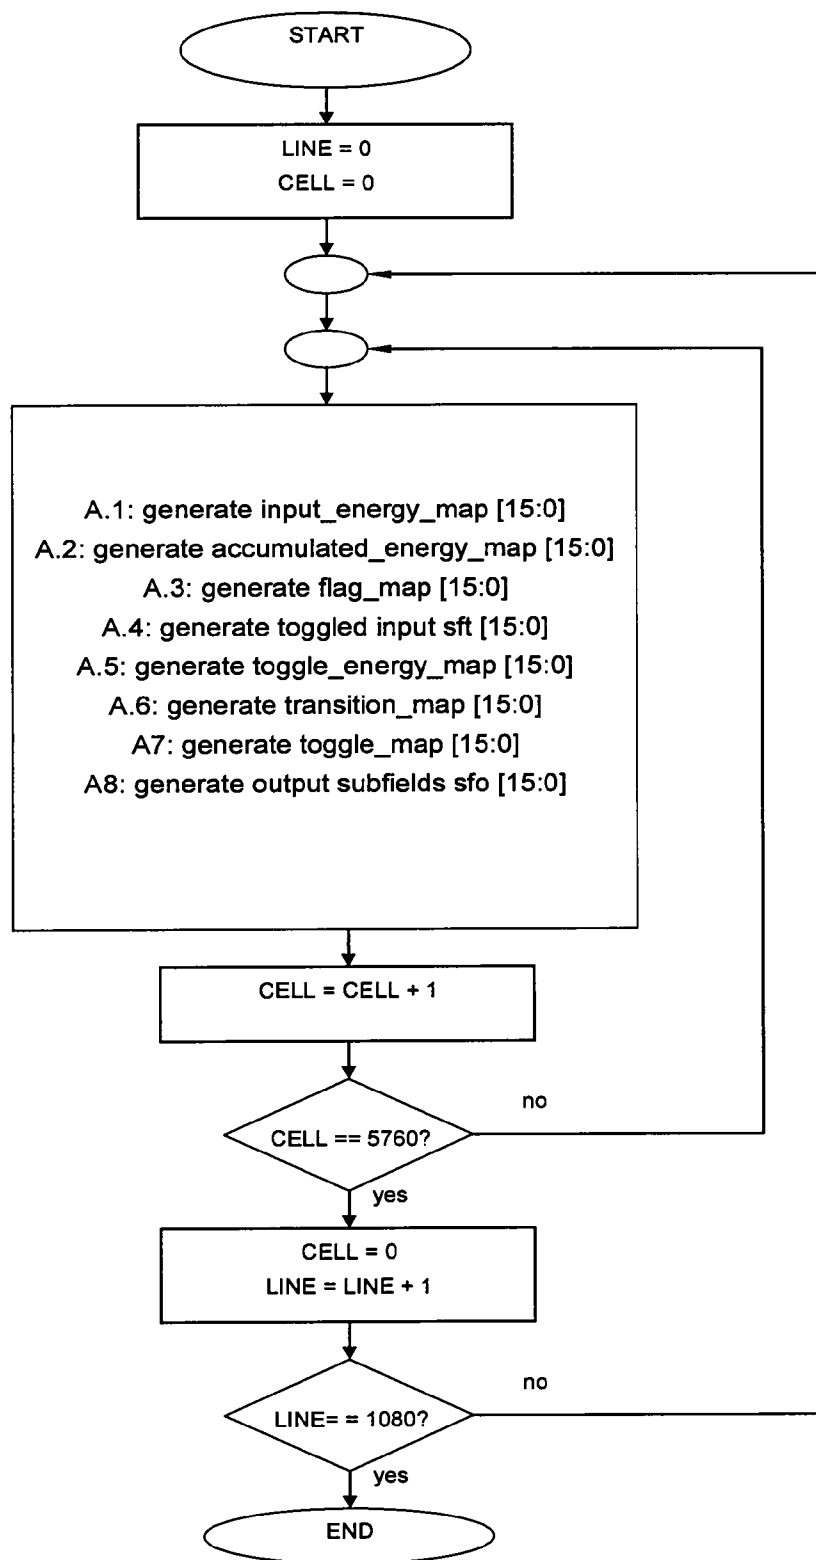 START
LINE = 0
CELL = 0
A.1: generate input_energy_map [15:0]
A.2: generate accumulated_energy_map [15:0]
A.3: generate flag_map [15:0]
A.4: generate toggled input sft [15:0]
A.5: generate toggle_energy_map [15:0]
A.6: generate transition_map [15:0]
A7: generate toggle_map [15:0]
A8: generate output subfields sfo [15:0]
CELL = CELL + 1
no
CELL == 5760?
yes
CELL = 0
LINE = LINE + 1
no
LINE= = 1080?
yes
END